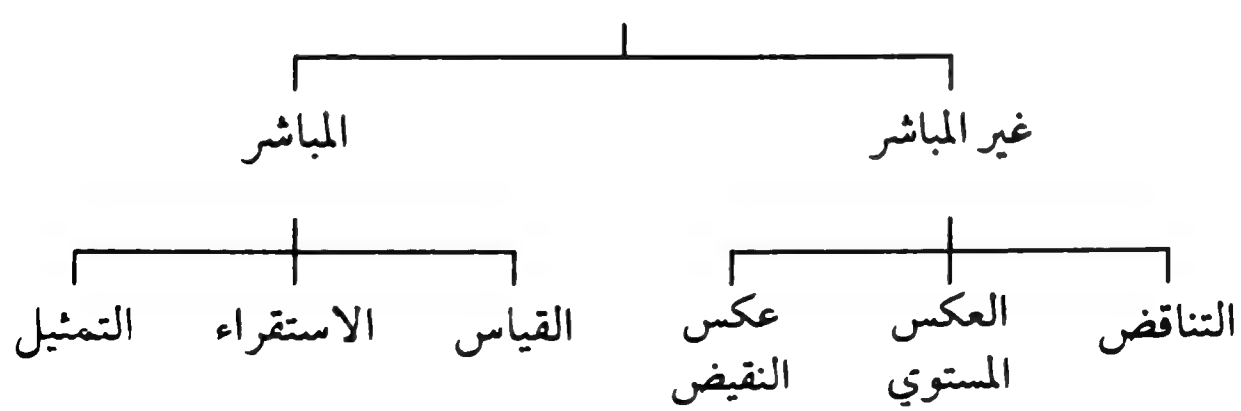 غير المباشر
المباشر
التناقض
العكس
المستوي
عكس
النقيض
القياس
الاستقراء
التمثيل